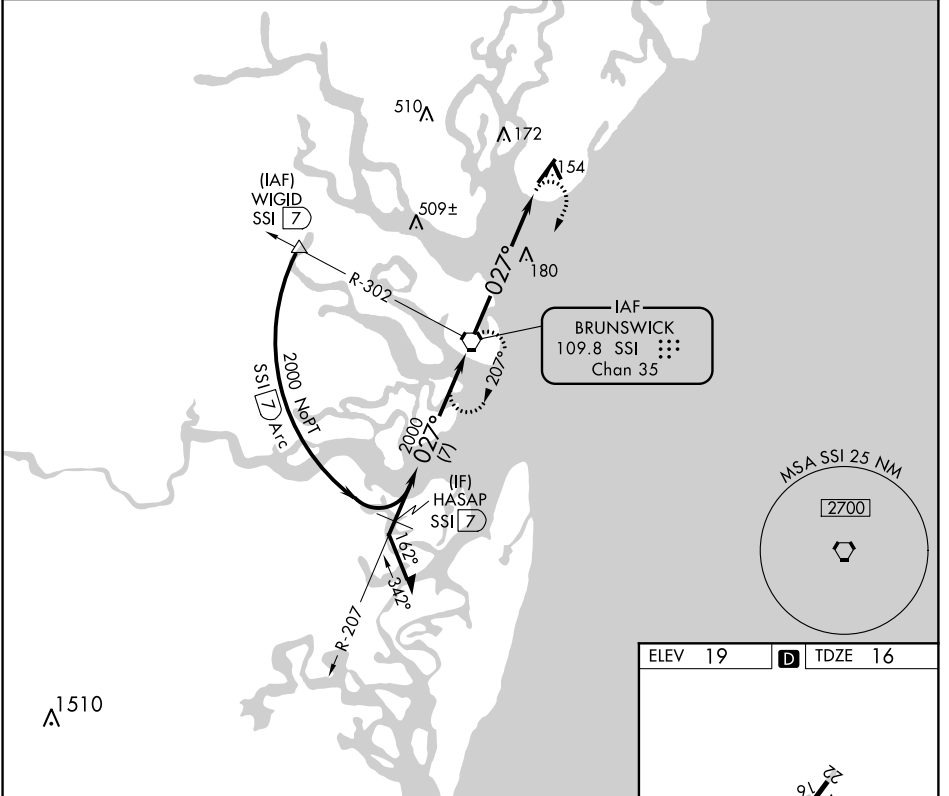 510
172
154
(IAF)
WIGID
SSI 7
509±
180
R-302
027°
IAF
BRUNSWICK
109.8 SSI
Chan 35
207°
2000 NoPT
SSI 7 Arc
2000
027°
(7)
(IF)
HASAP
SSI 7
162°
342°
R-207
MSA SSI 25 NM
2700
1510
ELEV 19 D TDZE 16
22
16